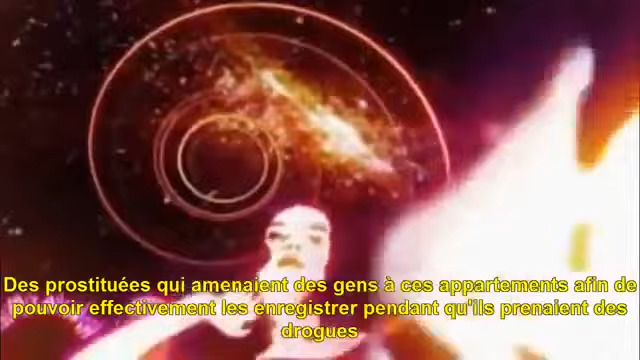 Des prostituées qui amenaient des gens à ces appartements afin de
pouvoir effectivement les enregistrer pendant qu'ils prenaient des
drogues